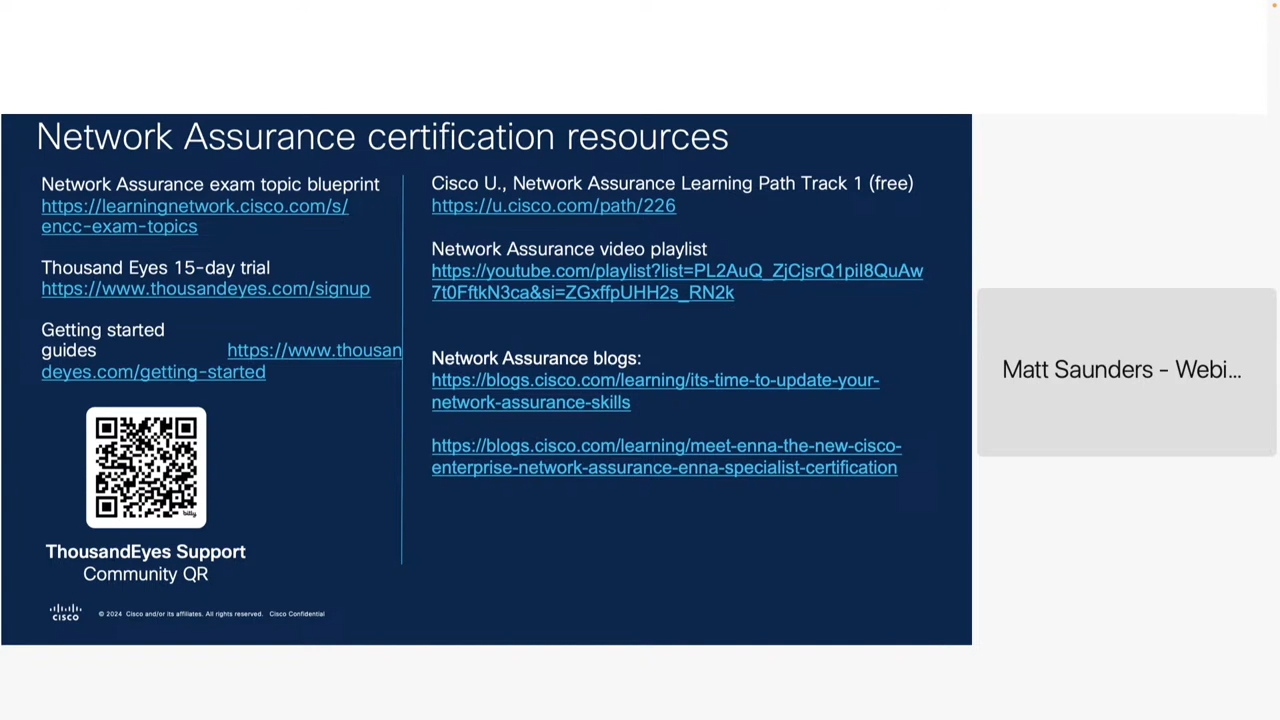 Network Assurance certification resources
Network Assurance exam topic blueprint
https://learningnetwork.cisco.com/s/
encc-exam-topics
Thousand Eyes 15-day trial
https://www.thousandeyes.com/signup
Getting started
guides https://www.thousan
deyes.com/getting-started
bitly
ThousandEyes Support
Community QR
Cisco U., Network Assurance Learning Path Track 1 (free)
https://u.cisco.com/path/226
Network Assurance video playlist
https://youtube.com/playlist?list=PL2AuQ_ZjCjsrQ1piI8QuAw
7t0FftkN3ca&si=ZGxffpUHH2s_RN2k
Network Assurance blogs:
https://blogs.cisco.com/learning/its-time-to-update-your-
network-assurance-skills
https://blogs.cisco.com/learning/meet-enna-the-new-cisco-
enterprise-network-assurance-enna-specialist-certification
CISCO © 2024 Cisco and/or its affiliates. All rights reserved. Cisco Confidential
Matt Saunders - Webi...